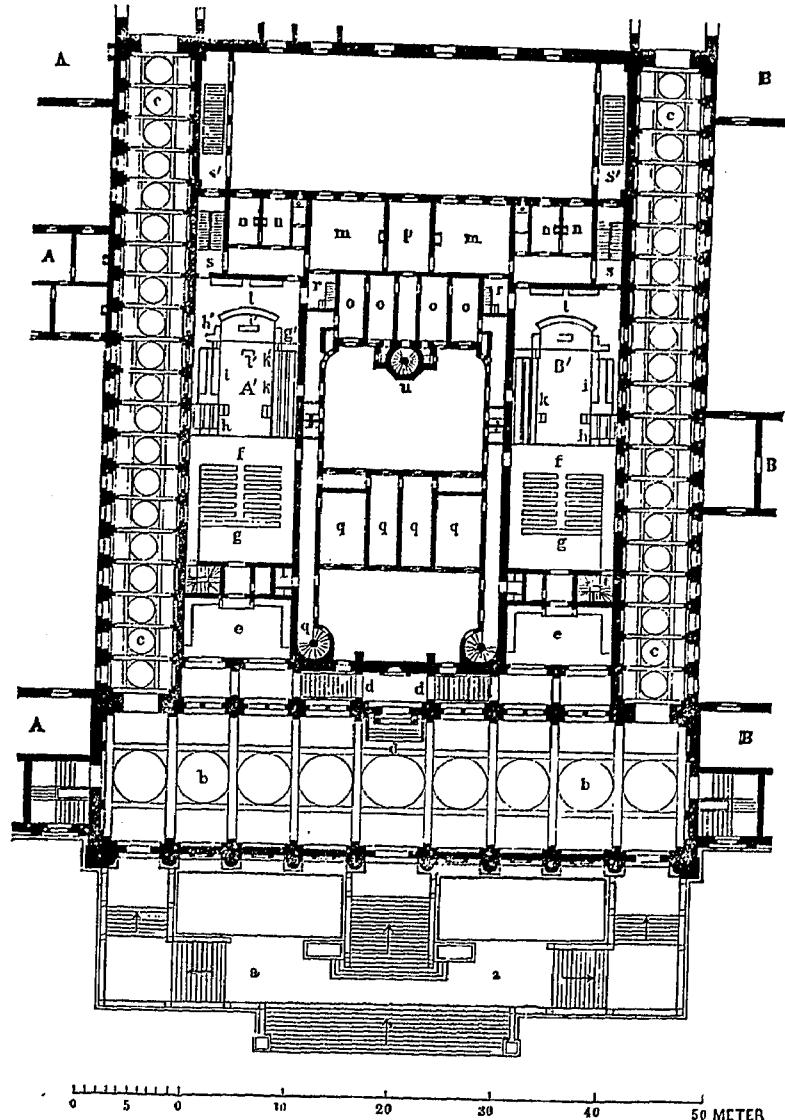 A B
c c
s' S'
n n m p m n n
A s r o o o o r s
l l
h' l' g'
l' k' B'
i A' k k i
h u h
f f B
g q q q q g
e q e
c c
d d
A d B
b b
a a
0 5 0 10 20 30 40 50 METER